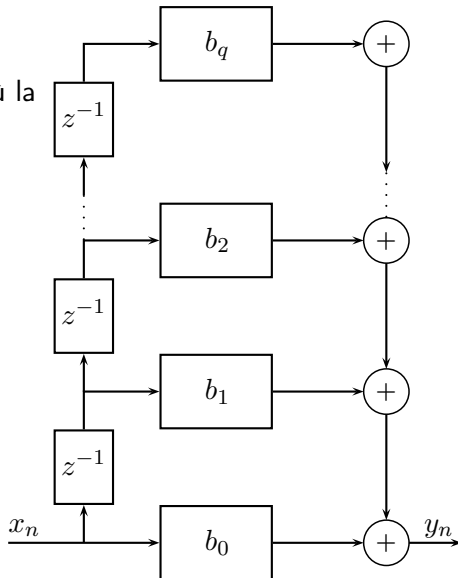 b_q +
ù la
z^{-1}
b_2 +
z^{-1}
b_1 +
z^{-1}
x_n y_n
b_0 +